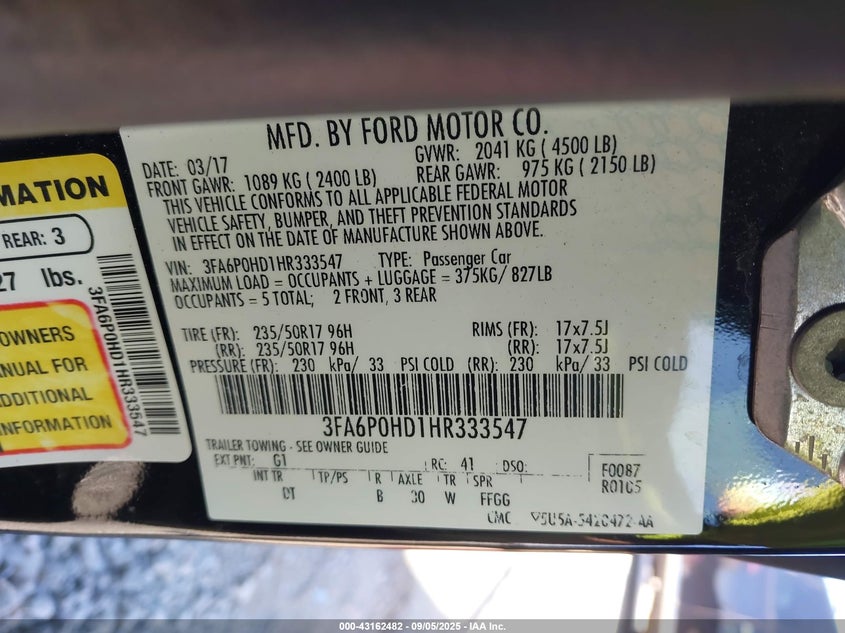 MFD. BY FORD MOTOR CO.
DATE: 03/17 GVWR: 2041 KG (4500 LB)
FRONT GAWR: 1089 KG (2400 LB) REAR GAWR: 975 KG (2150 LB)
THIS VEHICLE CONFORMS TO ALL APPLICABLE FEDERAL MOTOR
VEHICLE SAFETY, BUMPER, AND THEFT PREVENTION STANDARDS
IN EFFECT ON THE DATE OF MANUFACTURE SHOWN ABOVE.
VIN: 3FA6P0HD1HR333547 TYPE: Passenger Car
MAXIMUM LOAD = OCCUPANTS + LUGGAGE = 375KG/ 827LB
OCCUPANTS = 5 TOTAL; 2 FRONT, 3 REAR
TIRE (FR): 235/50R17 96H RIMS (FR): 17x7.5J
(RR): 235/50R17 96H (RR): 17x7.5J
PRESSURE (FR): 230 kPa/ 33 PSI COLD (RR): 230 kPa/ 33 PSI COLD
3FA6P0HD1HR333547
TRAILER TOWING - SEE OWNER GUIDE
EXT PNT: G1 RC: 41 DSO: F0087
R0105
INT TR TP/PS R AXLE TR SPR
B W FFGG
MATION
REAR: 3
27 lbs.
OWNERS
ANUAL FOR
ADDITIONAL
INFORMATION
3FA6P0HD1HR333547
000-43162482 - 09/05/2025 - IAA Inc.